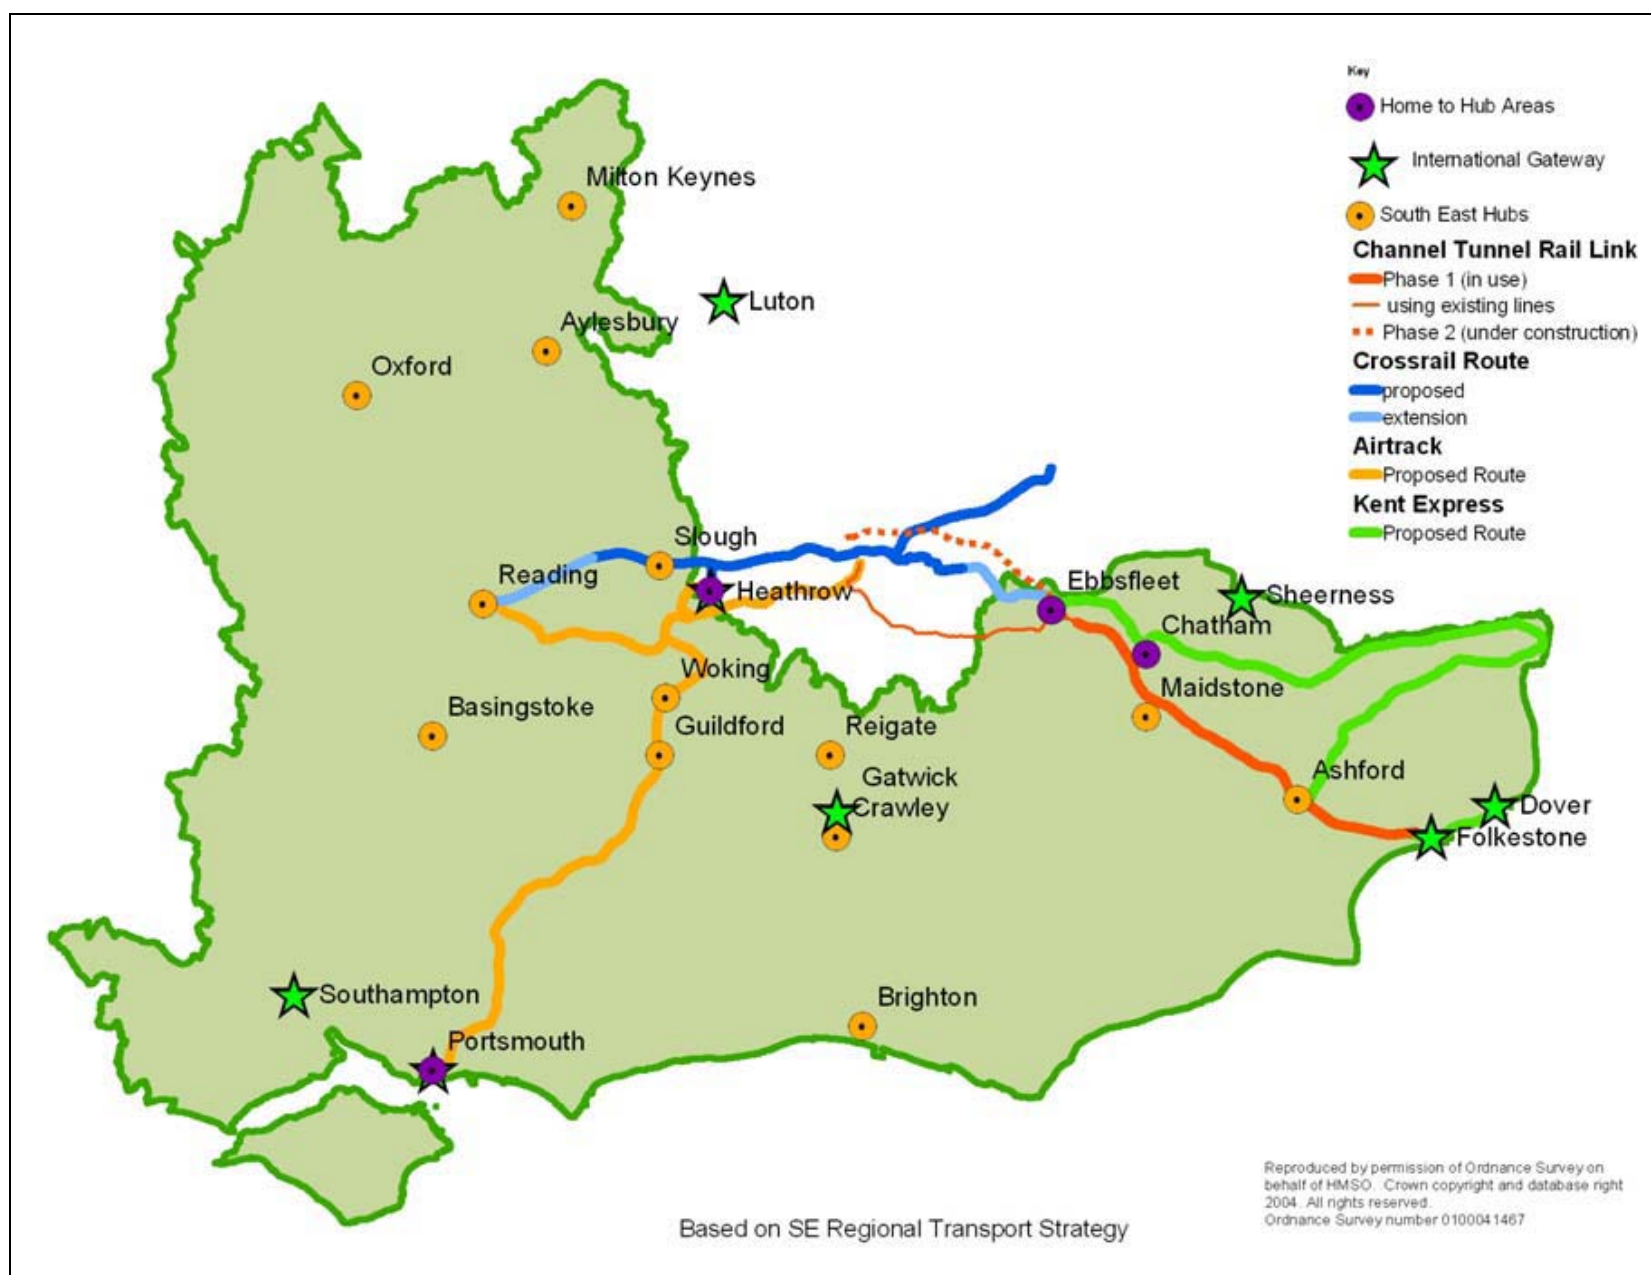 Key
Home to Hub Areas
International Gateway
South East Hubs
Channel Tunnel Rail Link
Phase 1 (in use)
using existing lines
Phase 2 (under construction)
Crossrail Route
proposed
extension
Airtrack
Proposed Route
Kent Express
Proposed Route
Milton Keynes
Luton
Aylesbury
Oxford
Slough
Reading
Heathrow
Ebbsfleet
Sheerness
Chatham
Woking
Maidstone
Basingstoke
Guildford
Reigate
Gatwick
Crawley
Ashford
Dover
Folkestone
Southampton
Brighton
Portsmouth
Reproduced by permission of Ordnance Survey on
behalf of HMSO. Crown copyright and database right
2004. All rights reserved.
Ordnance Survey number 0100041467
Based on SE Regional Transport Strategy